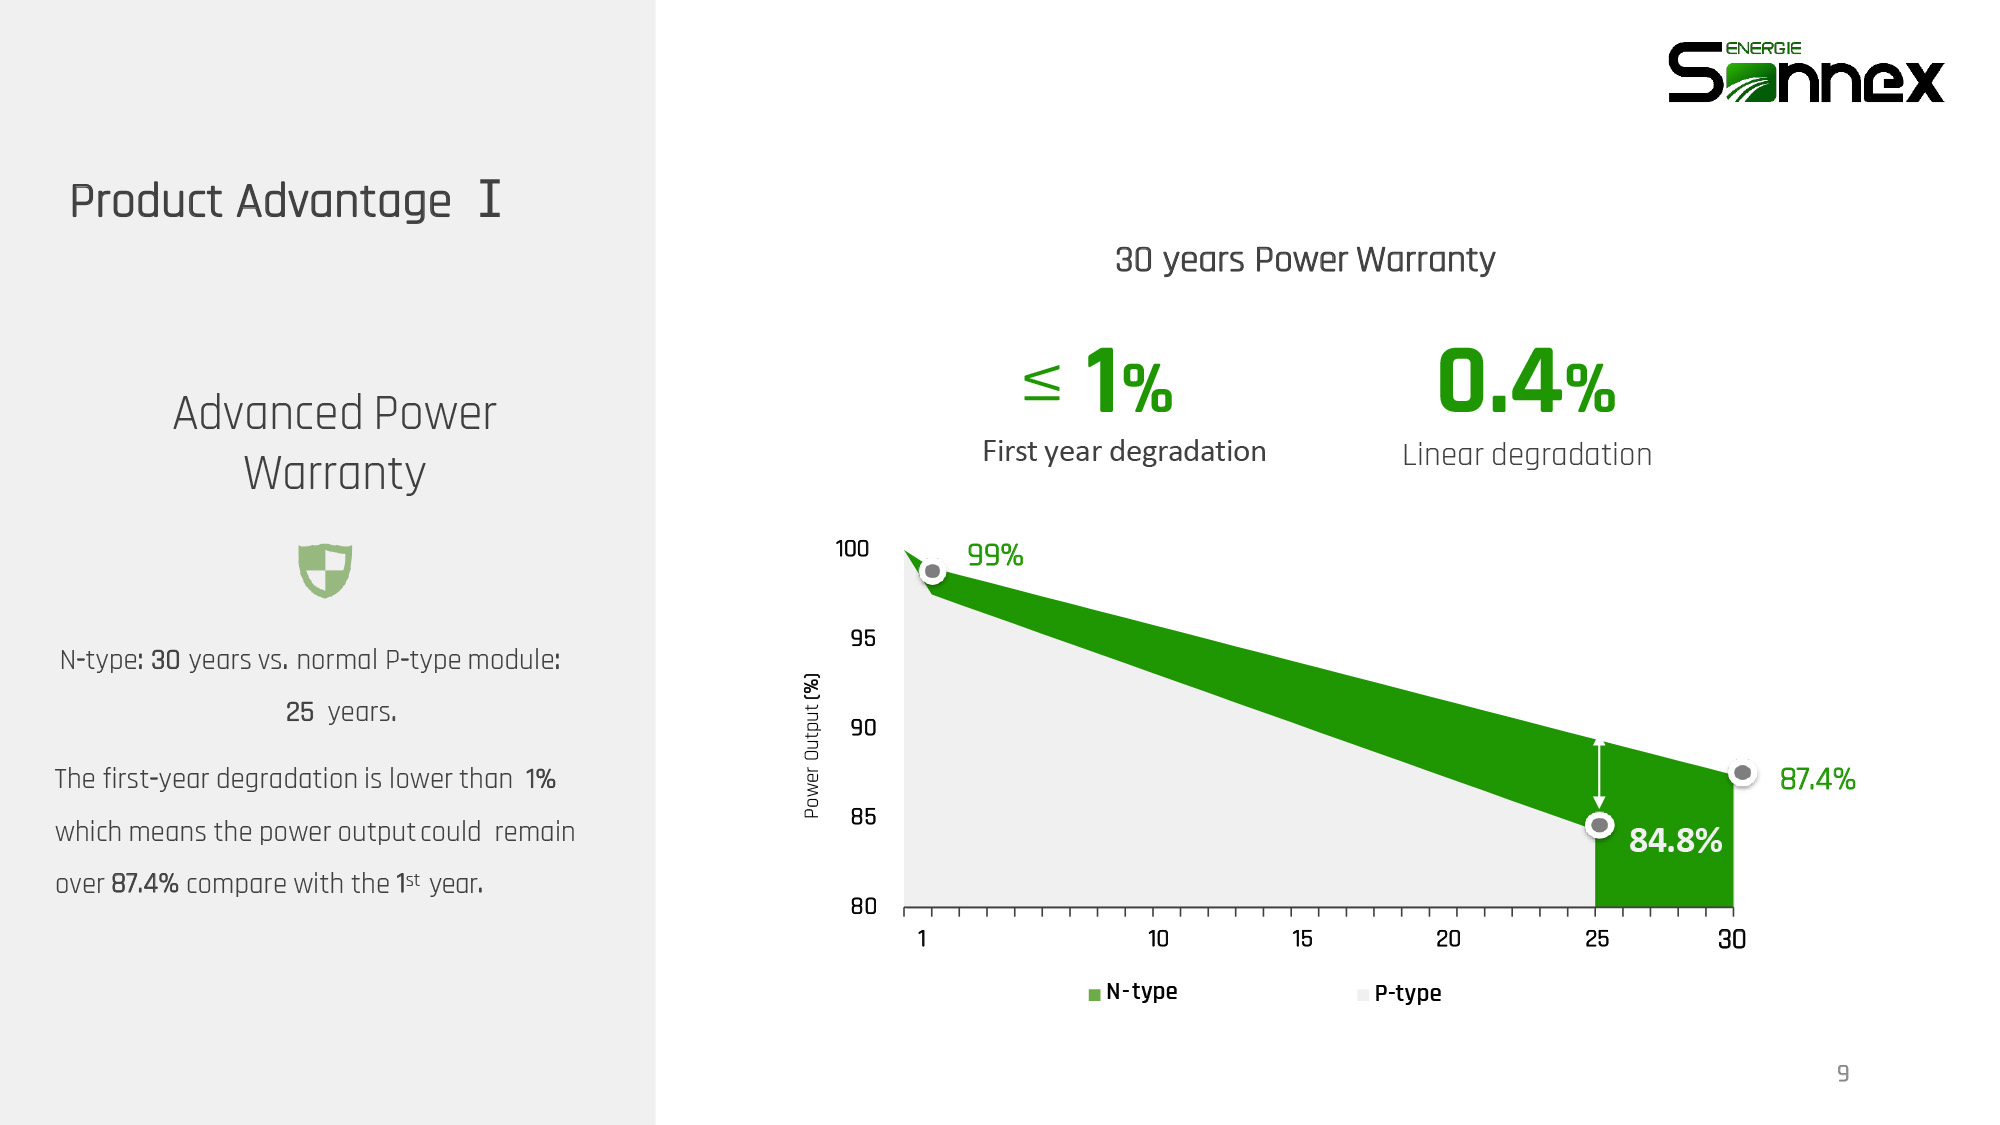 ENERGIE
Sonnex
Product Advantage I
Advanced Power
Warranty
N-type: 30 years vs. normal P-type module:
25 years.
The first-year degradation is lower than 1%
which means the power output could remain
over 87.4% compare with the 1st year.
30 years Power Warranty
≤ 1%
First year degradation
0.4%
Linear degradation
Power Output (%)
100
95
90
85
80
99%
87.4%
84.8%
1 10 15 20 25 30
N-type P-type
9